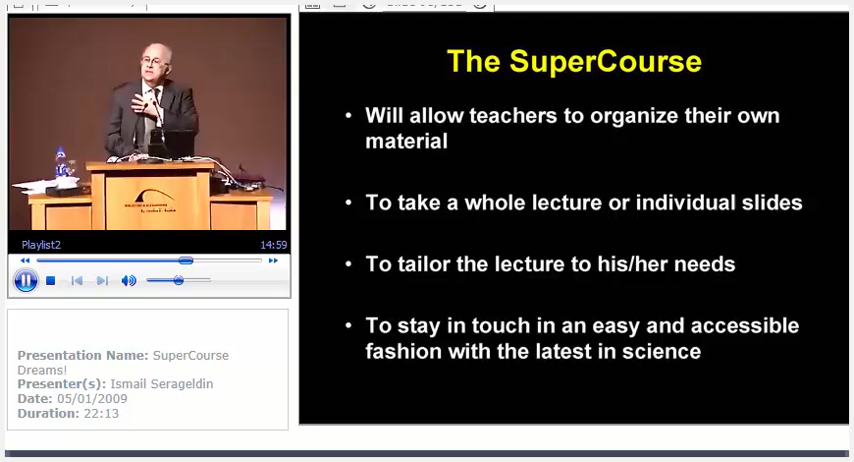 The SuperCourse
• Will allow teachers to organize their own
material
• To take a whole lecture or individual slides
• To tailor the lecture to his/her needs
• To stay in touch in an easy and accessible
fashion with the latest in science
Playlist2 14:59
Presentation Name: SuperCourse
Dreams!
Presenter(s): Ismail Serageldin
Date: 05/01/2009
Duration: 22:13